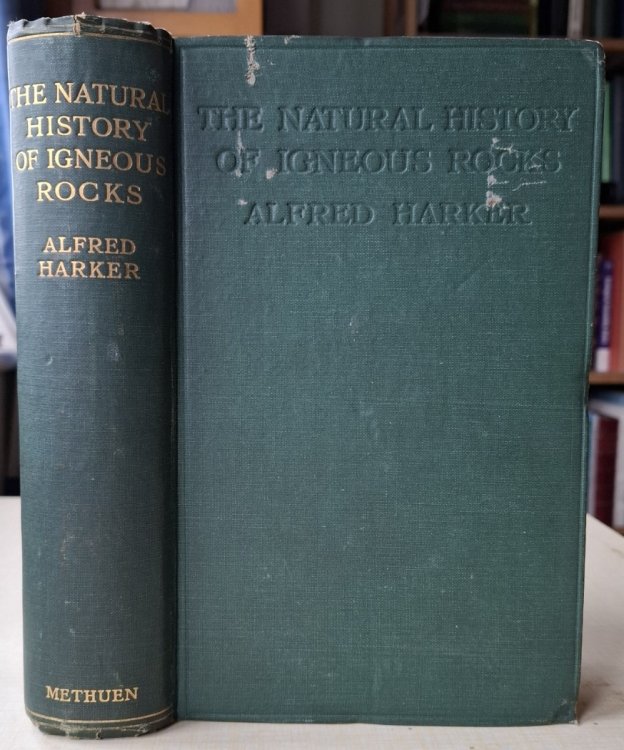 THE NATURAL
HISTORY
OF IGNEOUS
ROCKS
ALFRED
HARKER
METHUEN
THE NATURAL HISTORY
OF IGNEOUS ROCKS
ALFRED HARKER